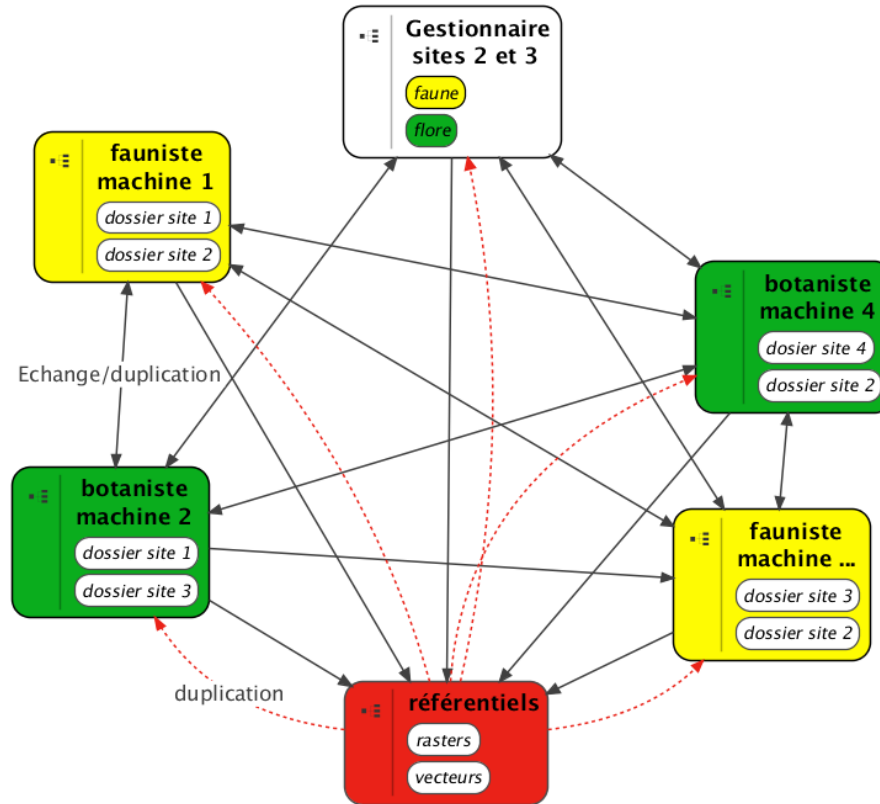 Gestionnaire
sites 2 et 3
faune
flore
fauniste
machine 1
dossier site 1
dossier site 2
botaniste
machine 4
dosier site 4
dossier site 2
Echange/duplication
botaniste
machine 2
dossier site 1
dossier site 3
fauniste
machine ...
dossier site 3
dossier site 2
duplication
référentiels
rasters
vecteurs